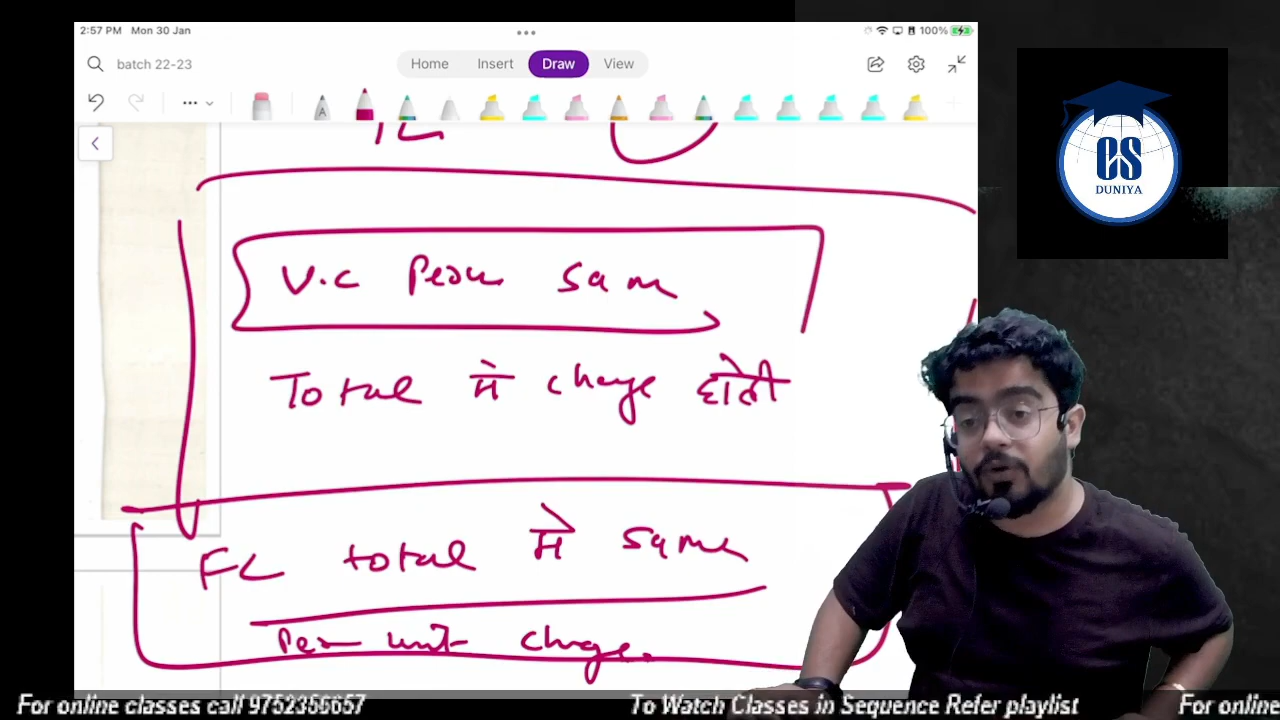 2:57 PM Mon 30 Jan
100%
batch 22-23
Home Insert Draw View
A
V.C Per Sam
Total में change होती
FC total में Same
Per unit change.
CS
DUNIYA
For online classes call 9752356657
To Watch Classes in Sequence Refer playlist
For online